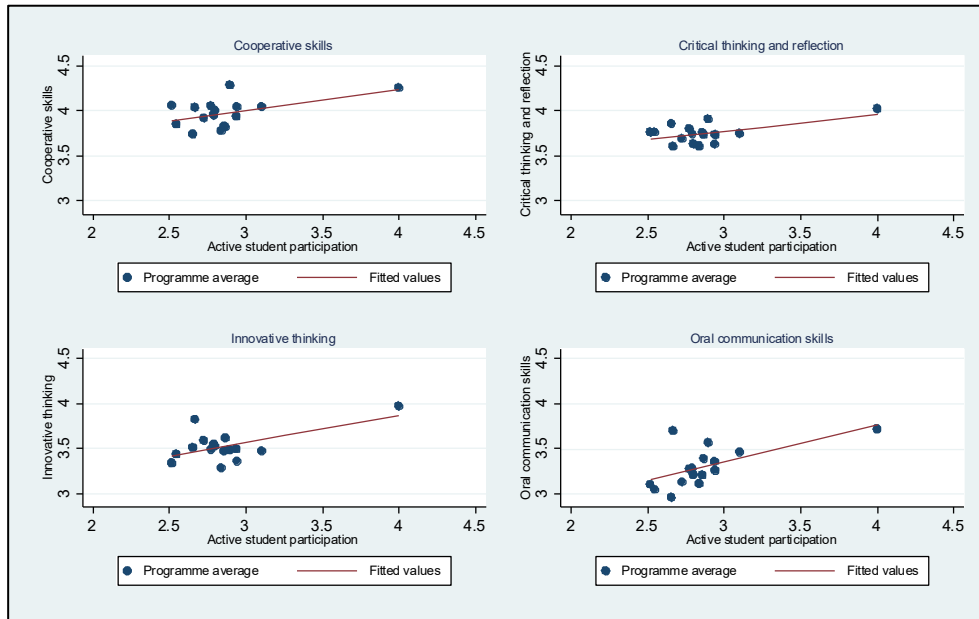 Cooperative skills
Cooperative skills
3 3.5 4 4.5
2 2.5 3 3.5 4 4.5
Active student participation
Programme average Fitted values
Critical thinking and reflection
Critical thinking and reflection
3 3.5 4 4.5
2 2.5 3 3.5 4 4.5
Active student participation
Programme average Fitted values
Innovative thinking
Innovative thinking
3 3.5 4 4.5
2 2.5 3 3.5 4 4.5
Active student participation
Programme average Fitted values
Oral communication skills
Oral communication skills
3 3.5 4 4.5
2 2.5 3 3.5 4 4.5
Active student participation
Programme average Fitted values